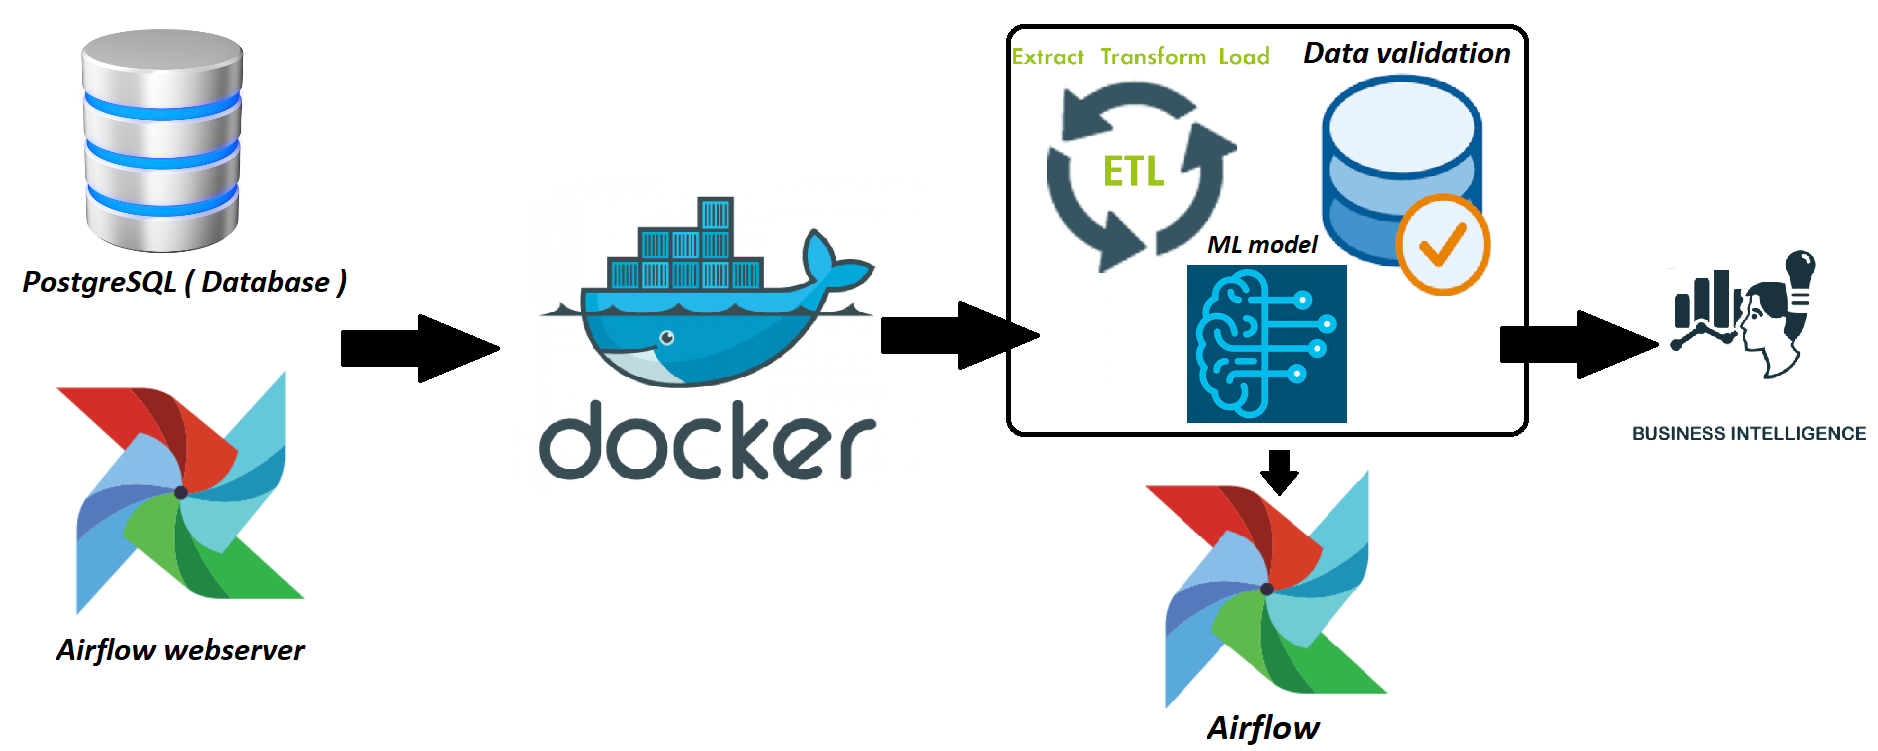 PostgreSQL ( Database )
Airflow webserver
docker
Extract Transform Load
ETL
Data validation
ML model
Airflow
BUSINESS INTELLIGENCE